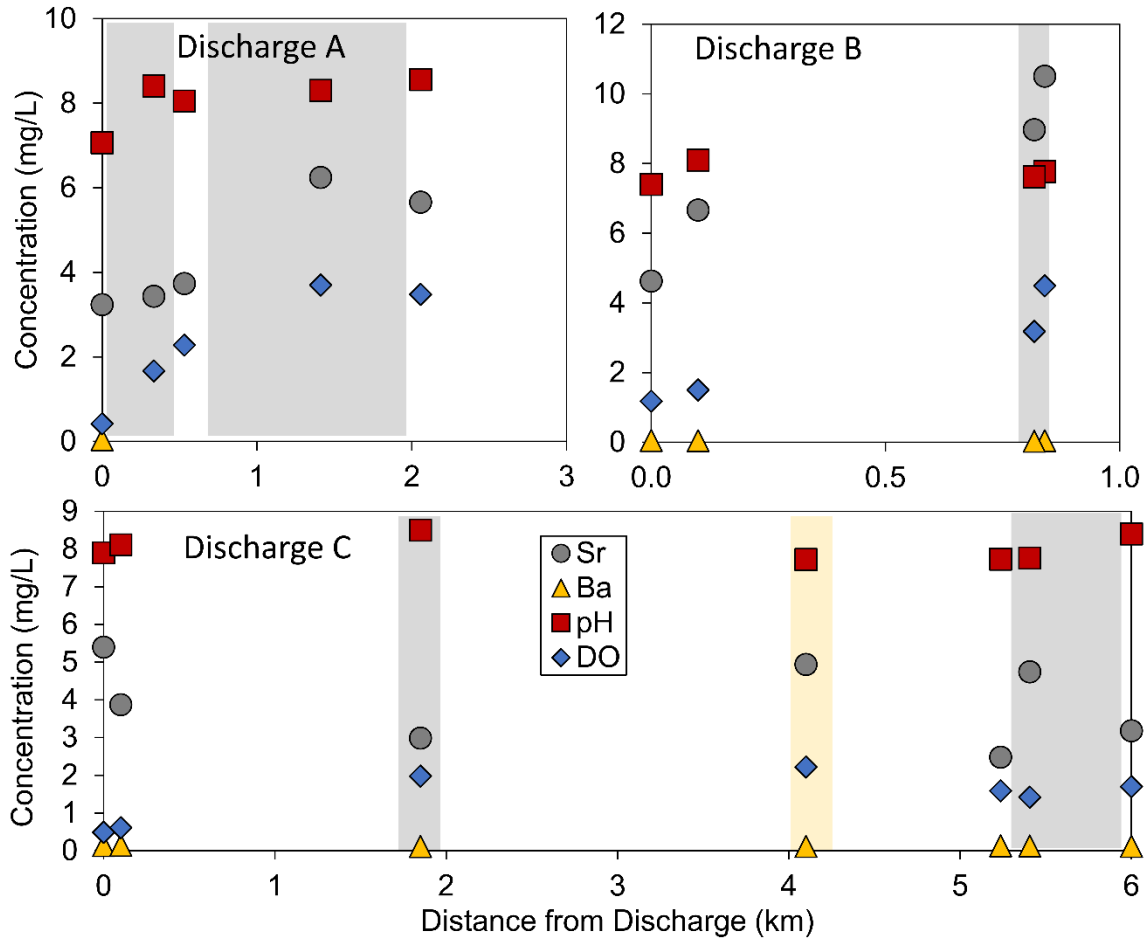 Discharge A
Concentration (mg/L)
10
8
6
4
2
0
0 1 2 3
Discharge B
12
10
8
6
4
2
0
0.0 0.5 1.0
Discharge C
Concentration (mg/L)
9
8
7
6
5
4
3
2
1
0
Sr
Ba
pH
DO
0 1 2 3 4 5 6
Distance from Discharge (km)